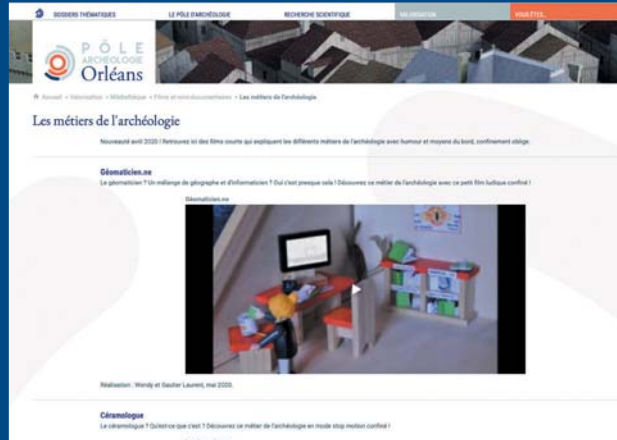 DOSSIERS THÉMATIQUES LE PÔLE D'ARCHÉOLOGIE RECHERCHE SCIENTIFIQUE VALORISATION VOUS ÊTES...
PÔLE
ARCHÉOLOGIE
Orléans
Accueil » Valorisation » Médiathèque » Films et mini-documentaires » Les métiers de l'archéologie
Les métiers de l'archéologie
Nouveauté avril 2020 ! Retrouvez ici des films courts qui expliquent les différents métiers de l'archéologie avec humour et moyens du bord, confinement oblige.
Géomaticien.ne
Le géomaticien ? Un mélange de géographe et d'informaticien ? Oui c'est presque cela ! Découvrez ce métier de l'archéologie avec ce petit film ludique confiné !
Géomaticien.ne
Réalisation : Wendy et Gautier Laurent, mai 2020.
Céramologue
Le céramologue ? Qu'est-ce que c'est ? Découvrez ce métier de l'archéologie en mode stop motion confiné !